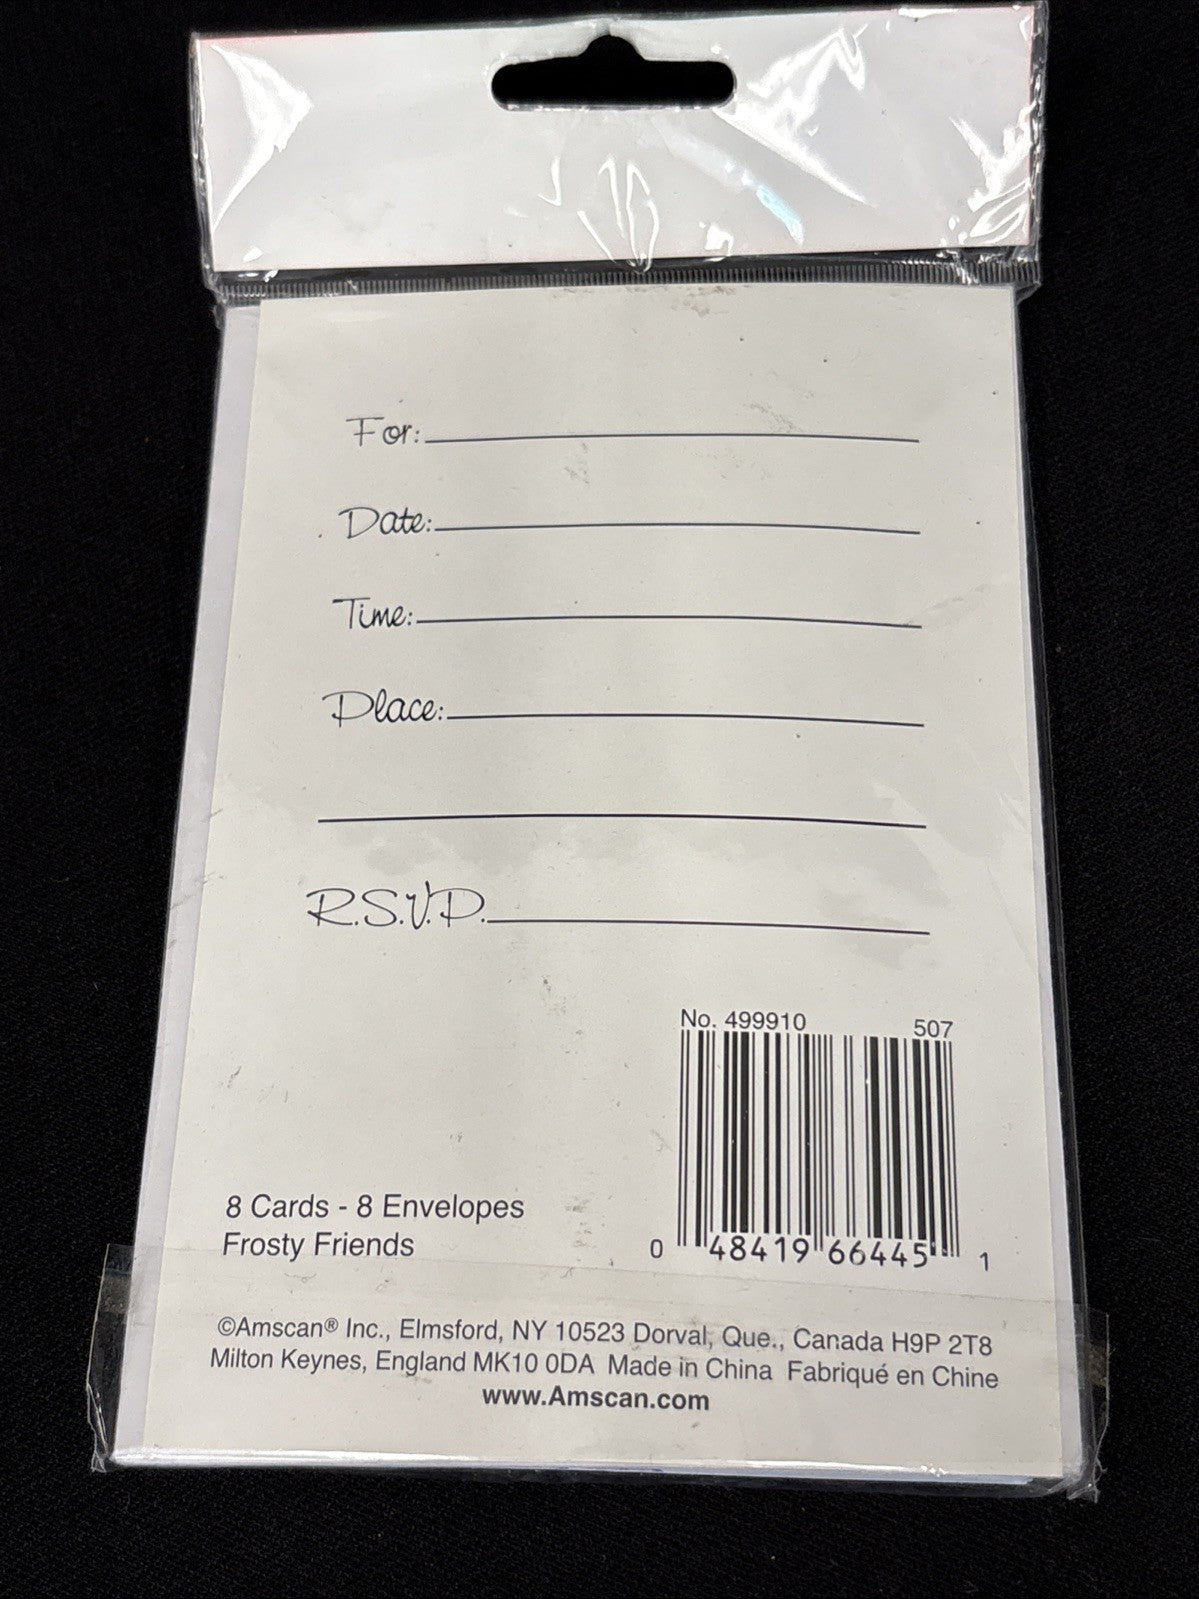 For:
Date:
Time:
Place:
R.S.V.P.
No. 499910 507
0 48419 66445 1
8 Cards - 8 Envelopes
Frosty Friends
©Amscan® Inc., Elmsford, NY 10523 Dorval, Que., Canada H9P 2T8
Milton Keynes, England MK10 0DA Made in China Fabriqué en Chine
www.Amscan.com